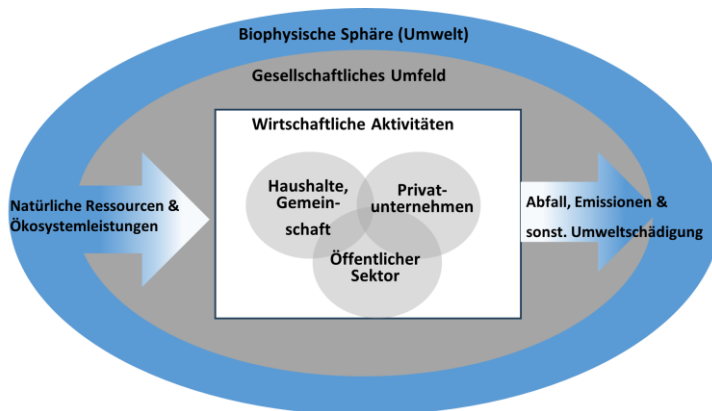 Biophysische Sphäre (Umwelt)
Gesellschaftliches Umfeld
Wirtschaftliche Aktivitäten
Natürliche Ressourcen &
Ökosystemleistungen
Haushalte,
Gemein-
schaft
Privat-
unternehmen
Öffentlicher
Sektor
Abfall, Emissionen &
sonst. Umweltschädigung